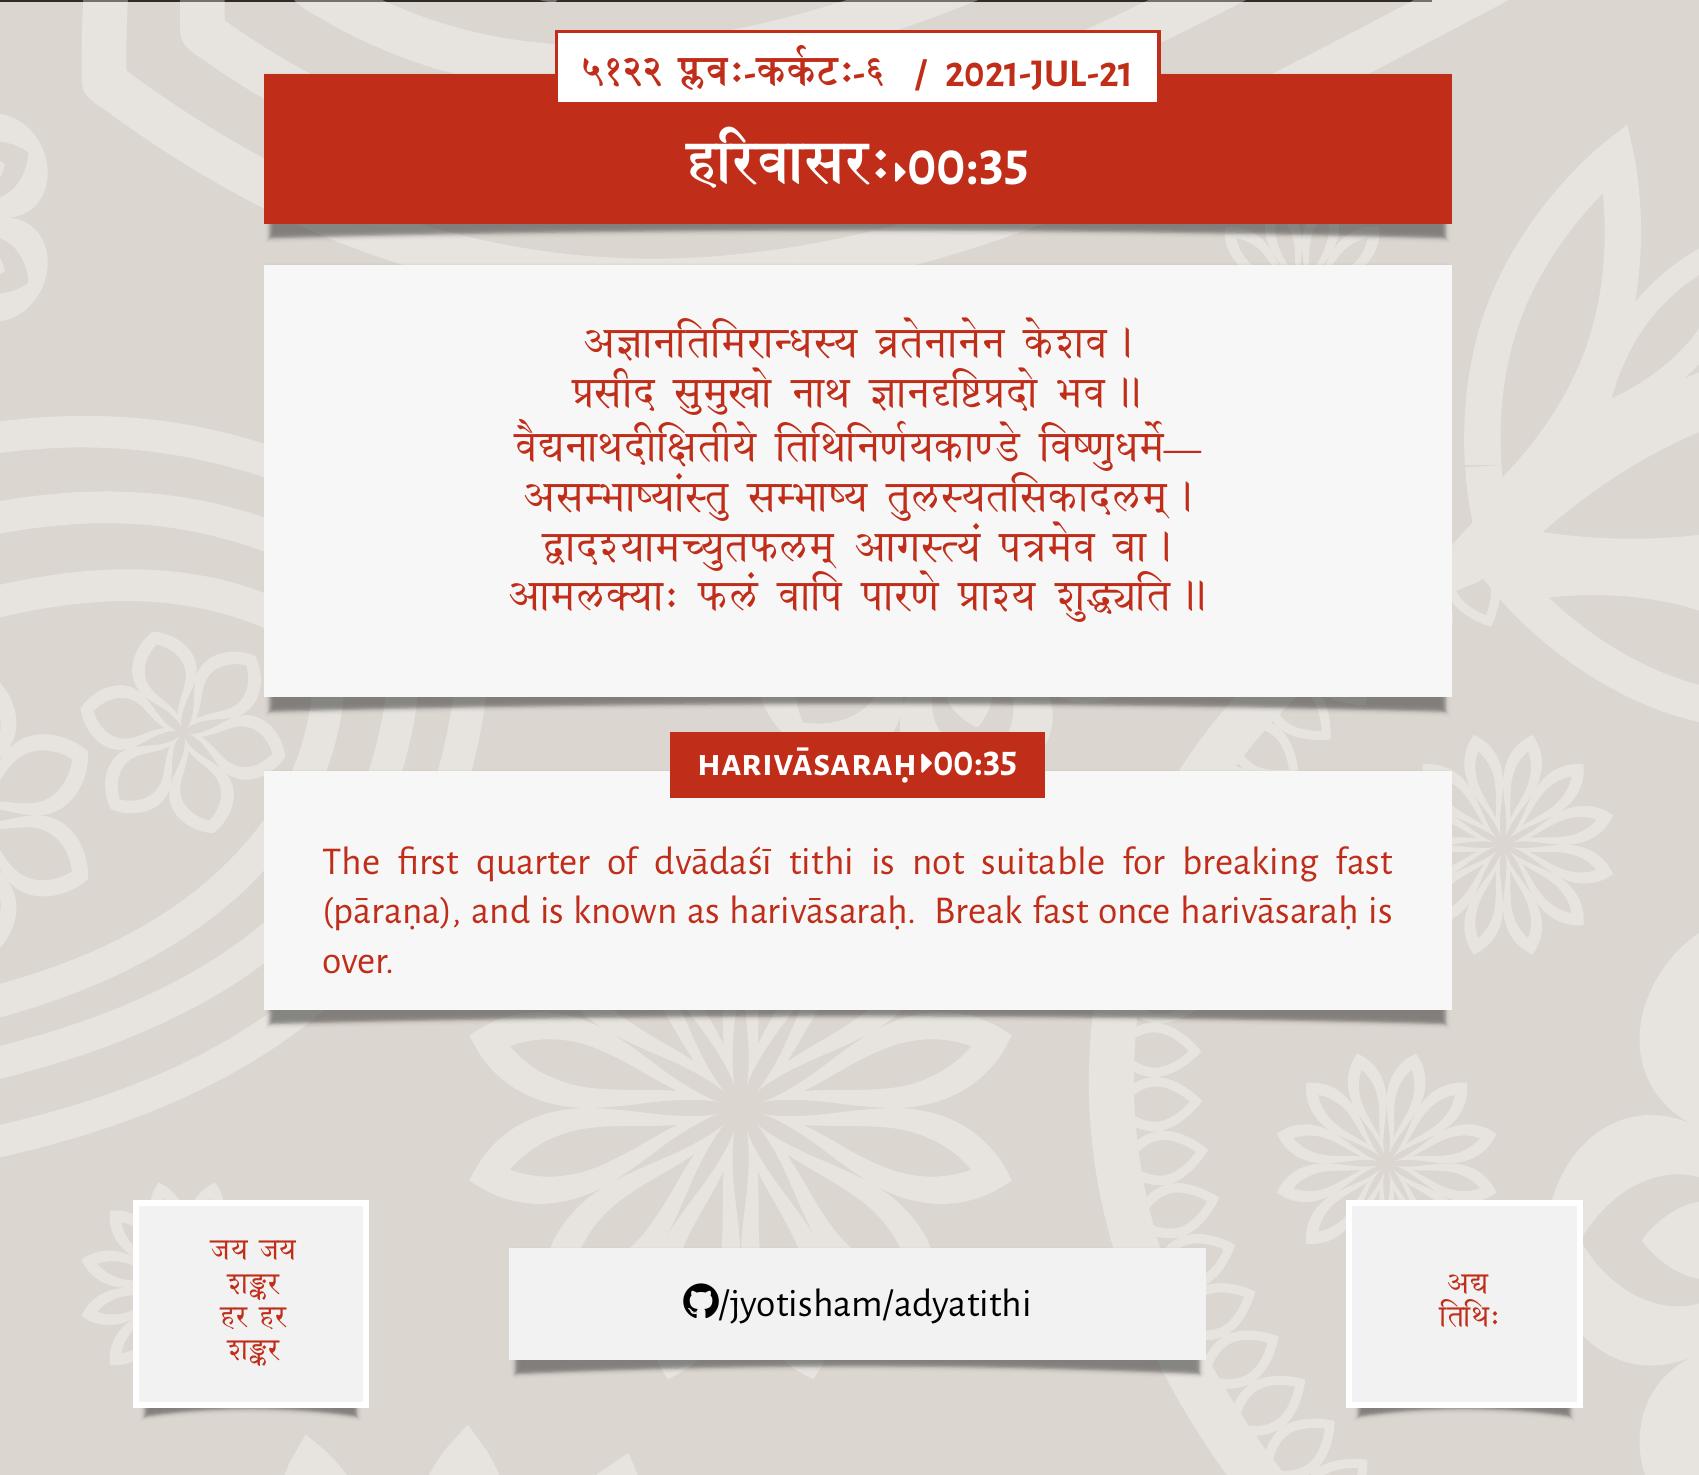 ५१२२ प्लवः-कर्कटः-६ / 2021-JUL-21
हरिवासरः▸00:35
अज्ञानतिमिरान्धस्य व्रतेनानेन केशव।
प्रसीद सुमुखो नाथ ज्ञानदृष्टिप्रदो भव॥
वैद्यनाथदीक्षितीये तिथिनिर्णयकाण्डे विष्णुधर्मे—
असम्भाष्यांस्तु सम्भाष्य तुलस्यतसिकादलम्।
द्वादश्यामच्युतफलम् आगस्त्यं पत्रमेव वा।
आमलक्याः फलं वापि पारणे प्राश्य शुद्ध्यति॥
HARIVĀSARAḤ▸00:35
The first quarter of dvādaśī tithi is not suitable for breaking fast
(pāraṇa), and is known as harivāsaraḥ. Break fast once harivāsaraḥ is
over.
जय जय
शङ्कर
हर हर
शङ्कर
/jyotisham/adyatithi
अद्य
तिथिः